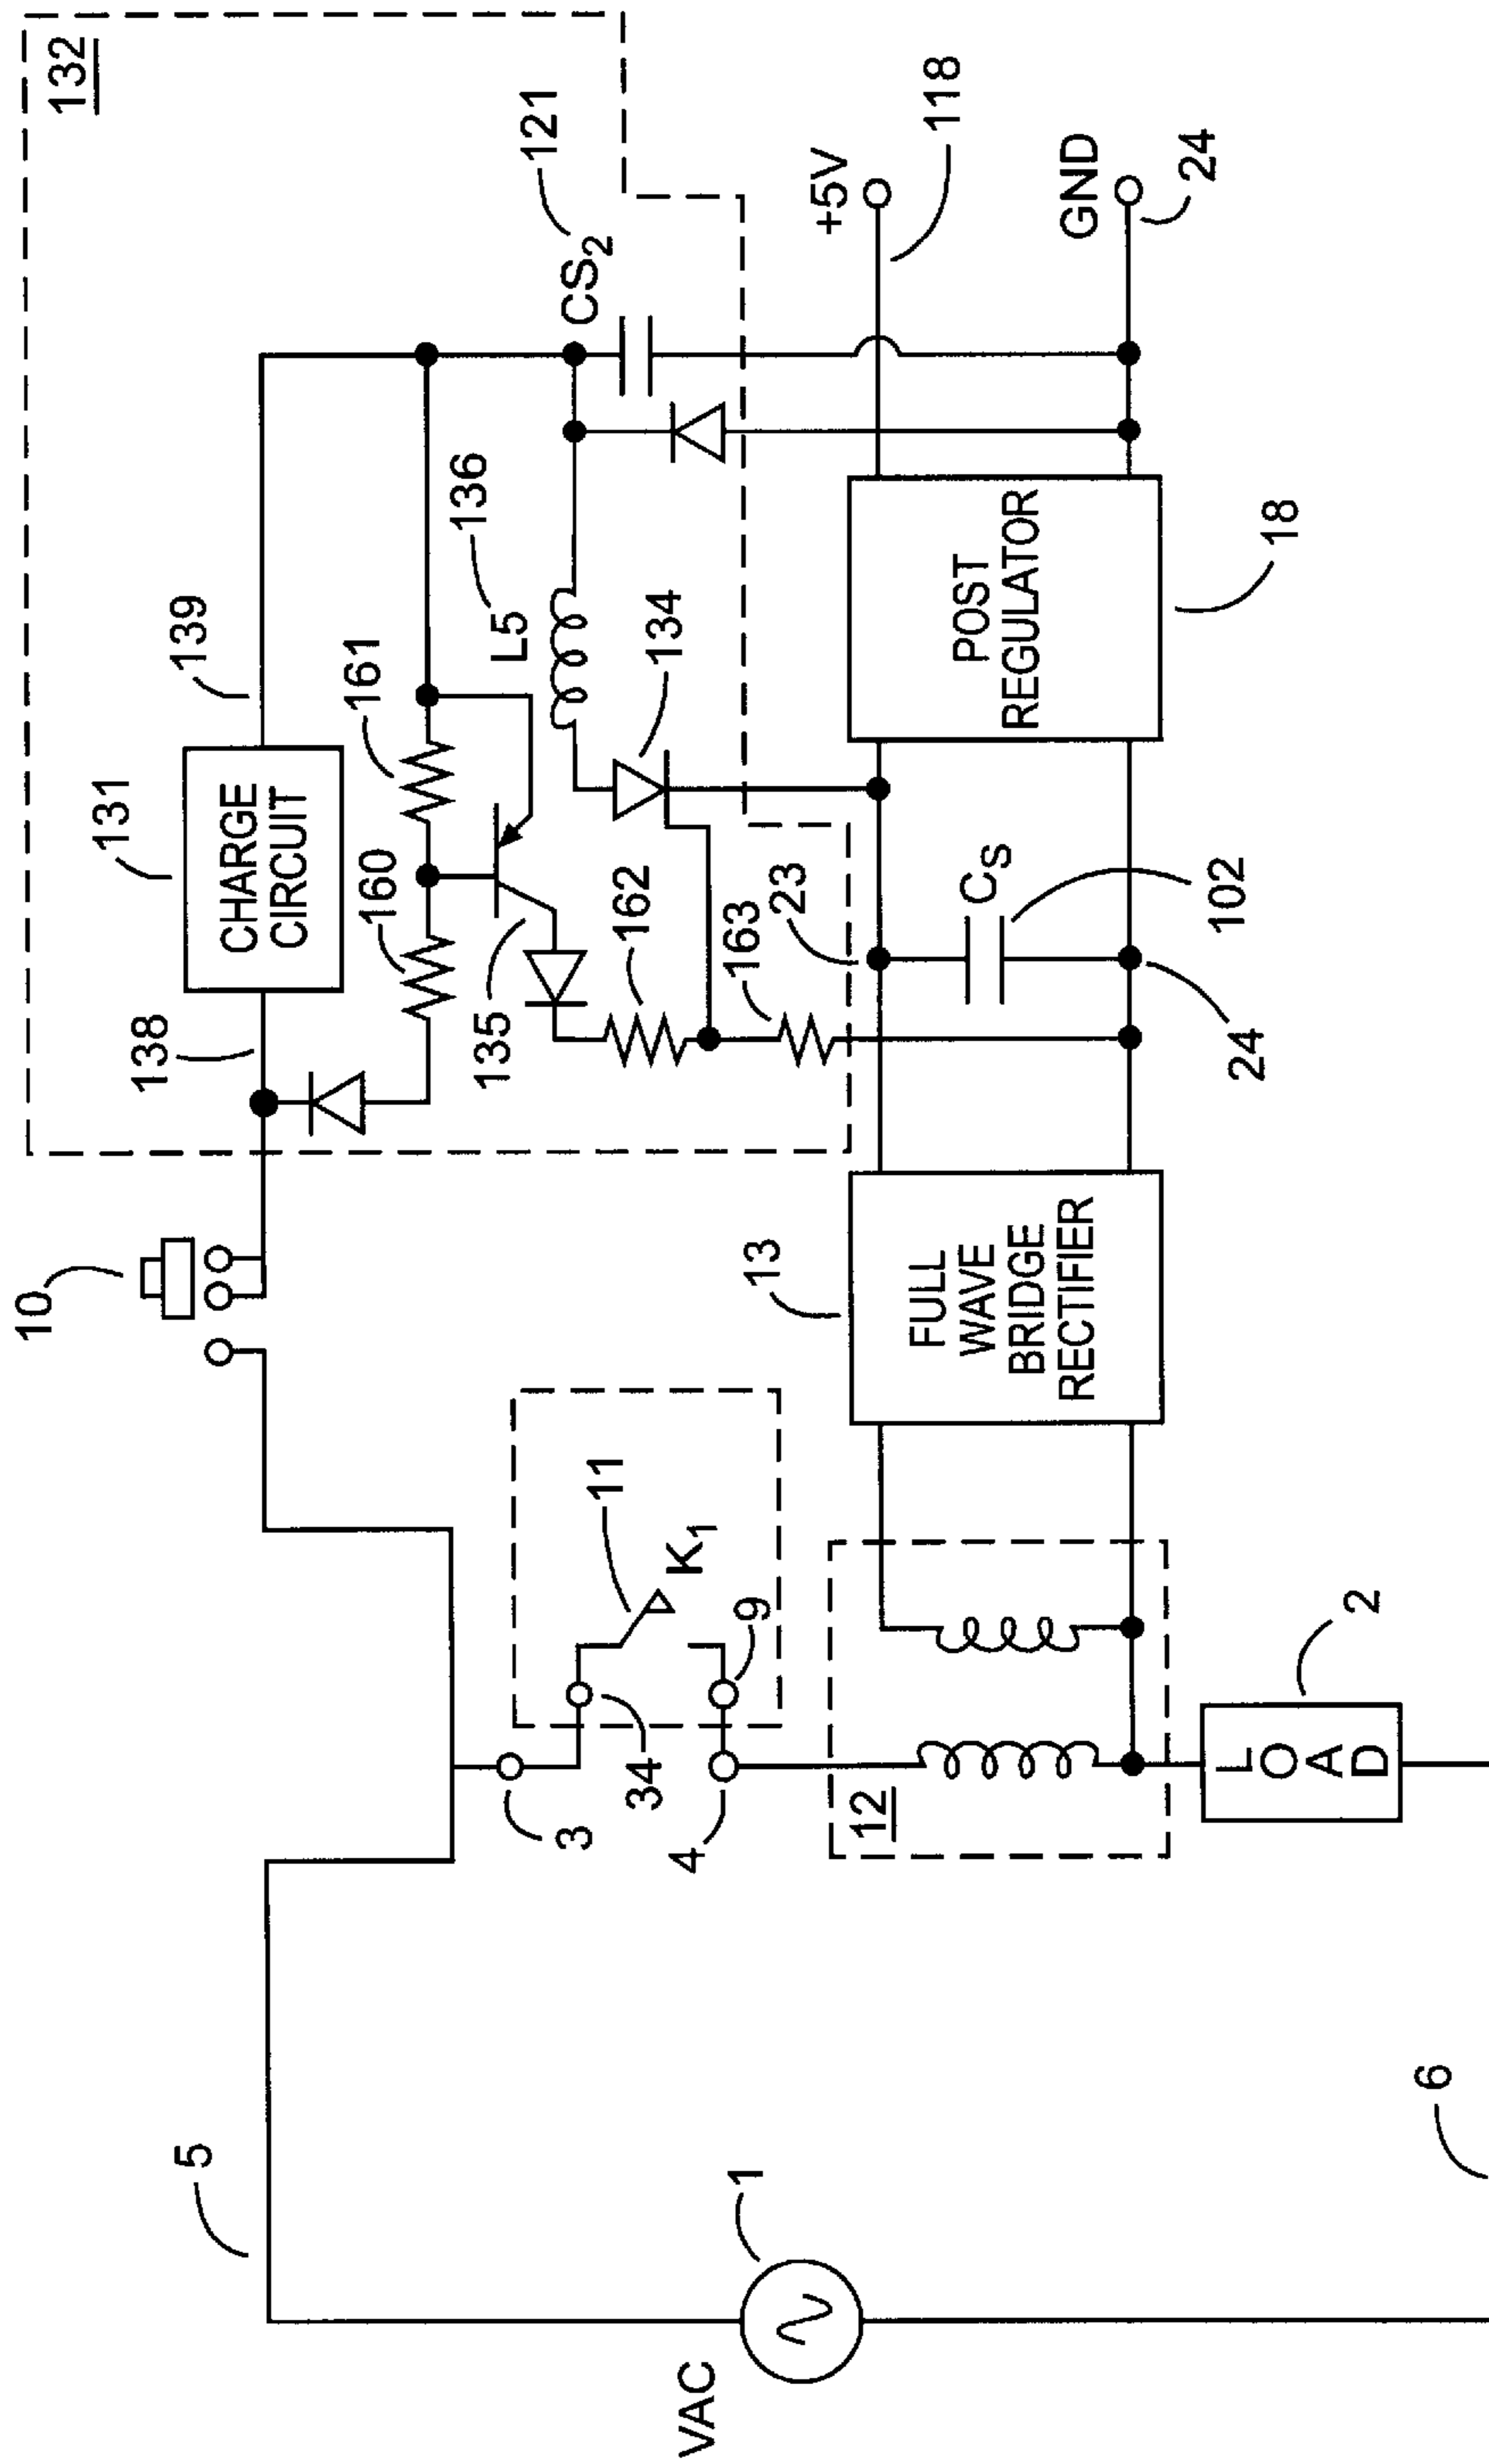 132
139
131
138
CHARGE
CIRCUIT
161
160
10
CS₂
121
136
L5
134
135
162
163
23
+5V
118
GND
24
POST
REGULATOR
18
C_S
102
24
13
FULL
WAVE
BRIDGE
RECTIFIER
11
K₁
9
34
3
4
12
2
LOAD
5
1
VAC
6